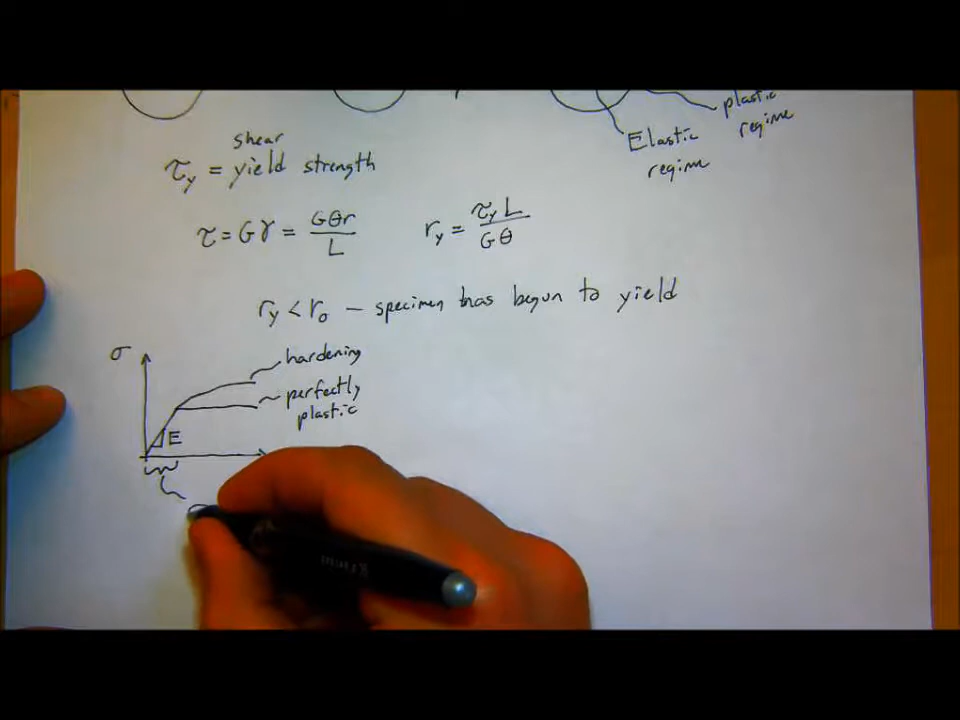 plastic
regime
Elastic
regime
shear
τy = yield strength
τ = Gγ = Gθr / L
ry = τy L / Gθ
ry < ro — specimen has begun to yield
σ
hardening
perfectly
plastic
E